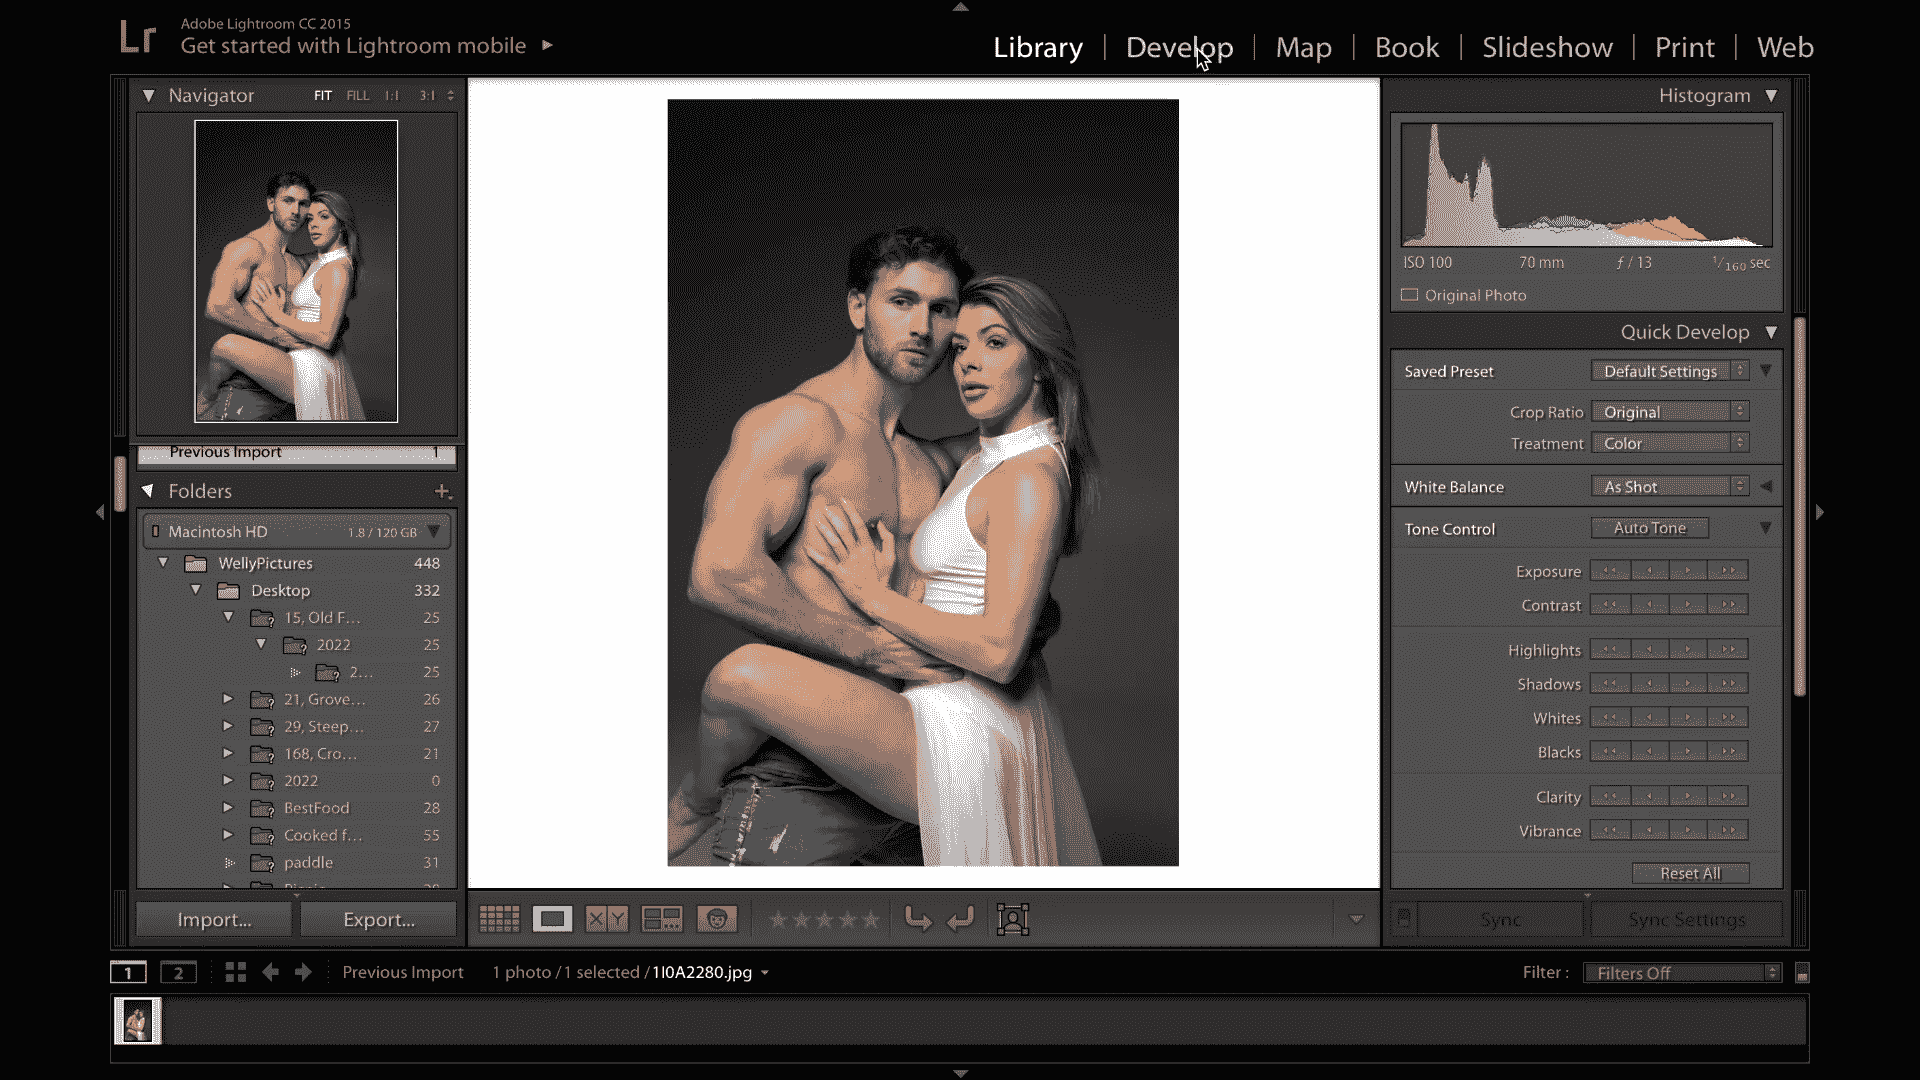 Lr
Adobe Lightroom CC 2015
Get started with Lightroom mobile
Library | Develop | Map | Book | Slideshow | Print | Web
Navigator FIT FILL 1:1 3:1
Previous Import 1
Folders
Macintosh HD 1.8 / 120 GB
WellyPictures 448
Desktop 332
15, Old F... 25
2022 25
2... 25
21, Grove... 26
29, Steep... 27
168, Cro... 21
2022 0
BestFood 28
Cooked f... 55
paddle 31
Import...
Export...
Histogram
ISO 100 70 mm ƒ / 13 1/160 sec
Original Photo
Quick Develop
Saved Preset Default Settings
Crop Ratio Original
Treatment Color
White Balance As Shot
Tone Control Auto Tone
Exposure
Contrast
Highlights
Shadows
Whites
Blacks
Clarity
Vibrance
Reset All
Sync
Sync Settings
X Y
1 2 Previous Import 1 photo / 1 selected / 1I0A2280.jpg
Filter : Filters Off